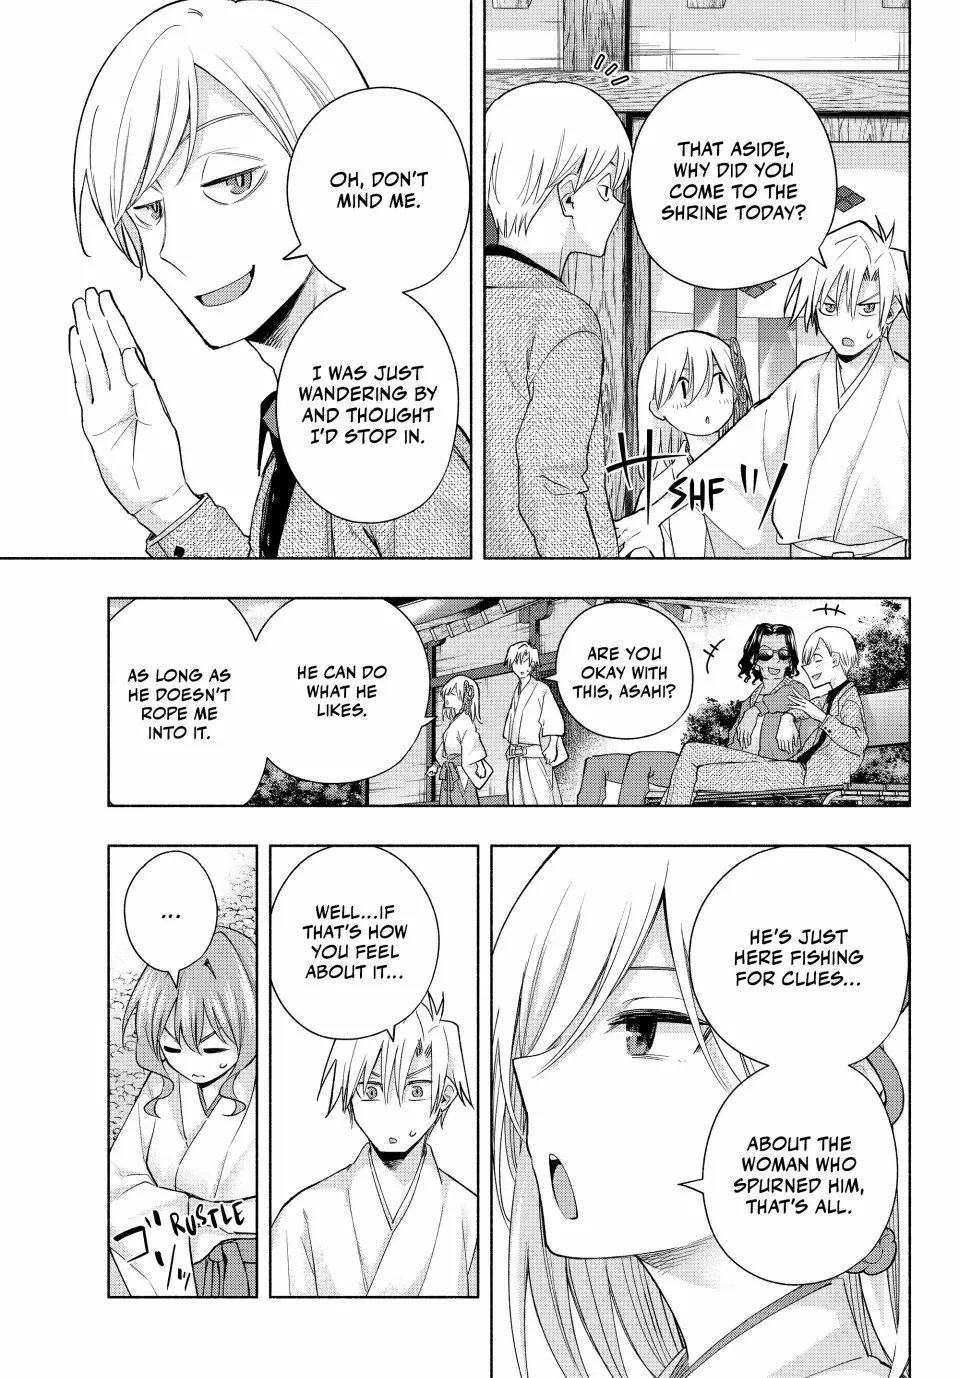 THAT ASIDE,
WHY DID YOU
COME TO THE
SHRINE TODAY?
SHF
OH, DON'T
MIND ME.
I WAS JUST
WANDERING BY
AND THOUGHT
I'D STOP IN.
ARE YOU
OKAY WITH
THIS, ASAHI?
HE CAN DO
WHAT HE
LIKES.
AS LONG AS
HE DOESN'T
ROPE ME
INTO IT.
HE'S JUST
HERE FISHING
FOR CLUES...
ABOUT THE
WOMAN WHO
SPURNED HIM,
THAT'S ALL.
WELL...IF
THAT'S HOW
YOU FEEL
ABOUT IT...
...
ゴソッ
RUSTLE